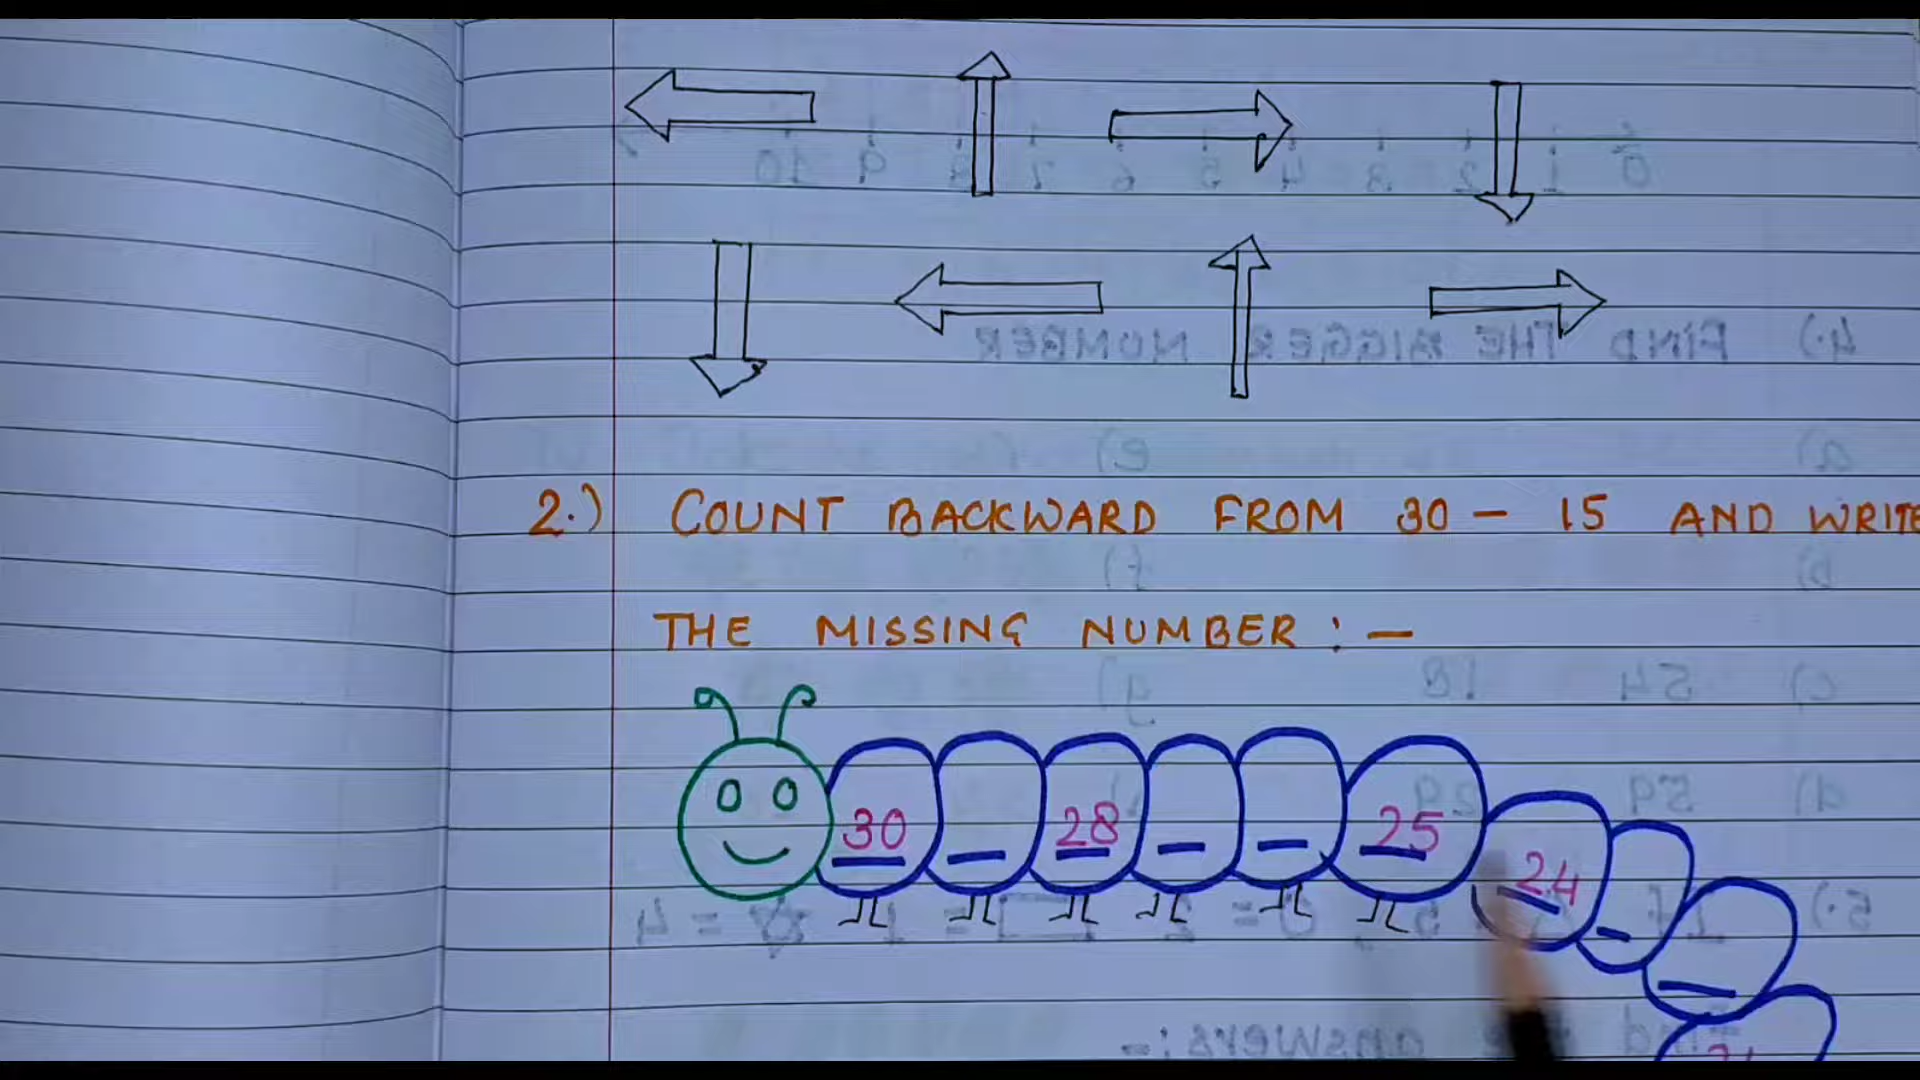 2.) COUNT BACKWARD FROM 30 - 15 AND WRITE
THE MISSING NUMBER : -
30 _ 28 _ _ 25 24 _ _